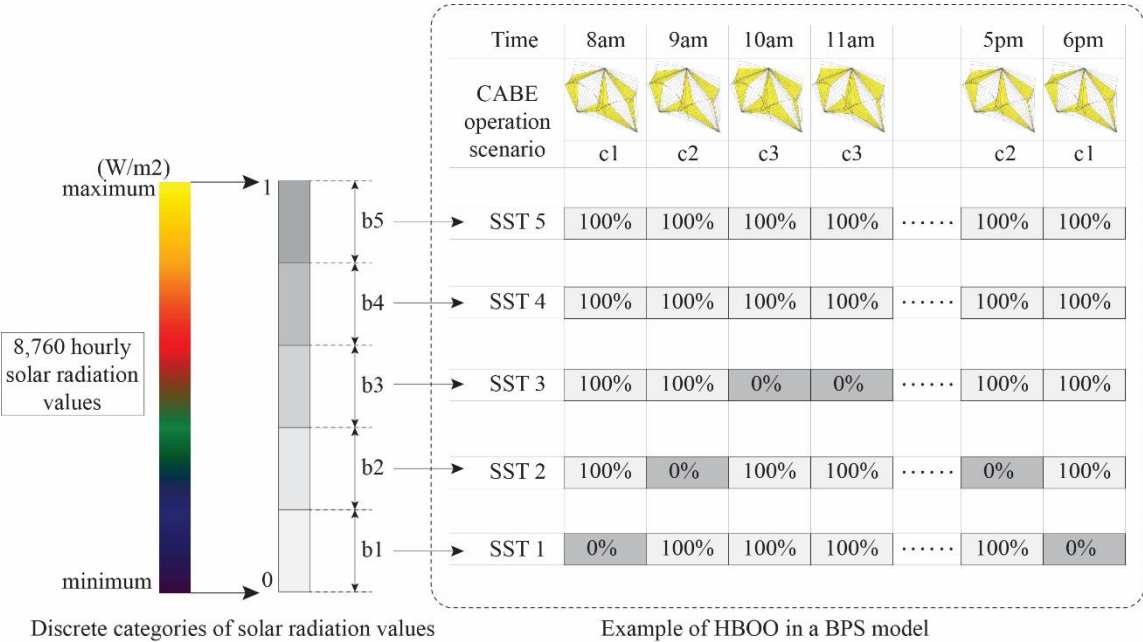 Time 8am 9am 10am 11am 5pm 6pm
CABE
operation
scenario
c1 c2 c3 c3 c2 c1
(W/m2)
maximum
1
b5
SST 5 100% 100% 100% 100% ...... 100% 100%
b4
SST 4 100% 100% 100% 100% ...... 100% 100%
8,760 hourly
solar radiation
values
b3
SST 3 100% 100% 0% 0% ...... 100% 100%
b2
SST 2 100% 0% 100% 100% ...... 0% 100%
b1
SST 1 0% 100% 100% 100% ...... 100% 0%
minimum
0
Discrete categories of solar radiation values
Example of HBOO in a BPS model